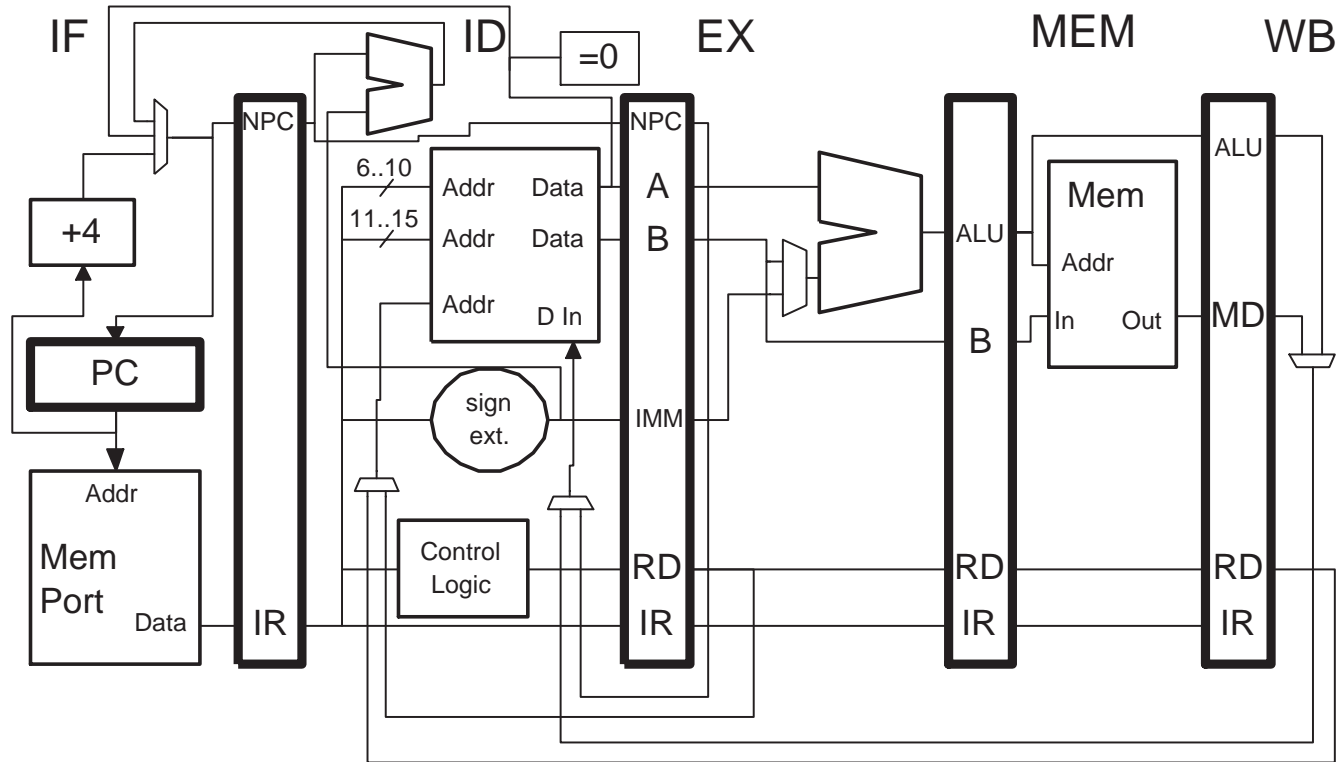 IF
ID
EX
MEM
WB
=0
NPC
NPC
6..10
Addr
Data
A
ALU
Mem
11..15
+4
Addr
Data
B
ALU
Addr
Addr
D In
In
Out
MD
PC
B
sign
ext.
IMM
Addr
Mem
Port
Data
Control
Logic
RD
RD
RD
IR
IR
IR
IR